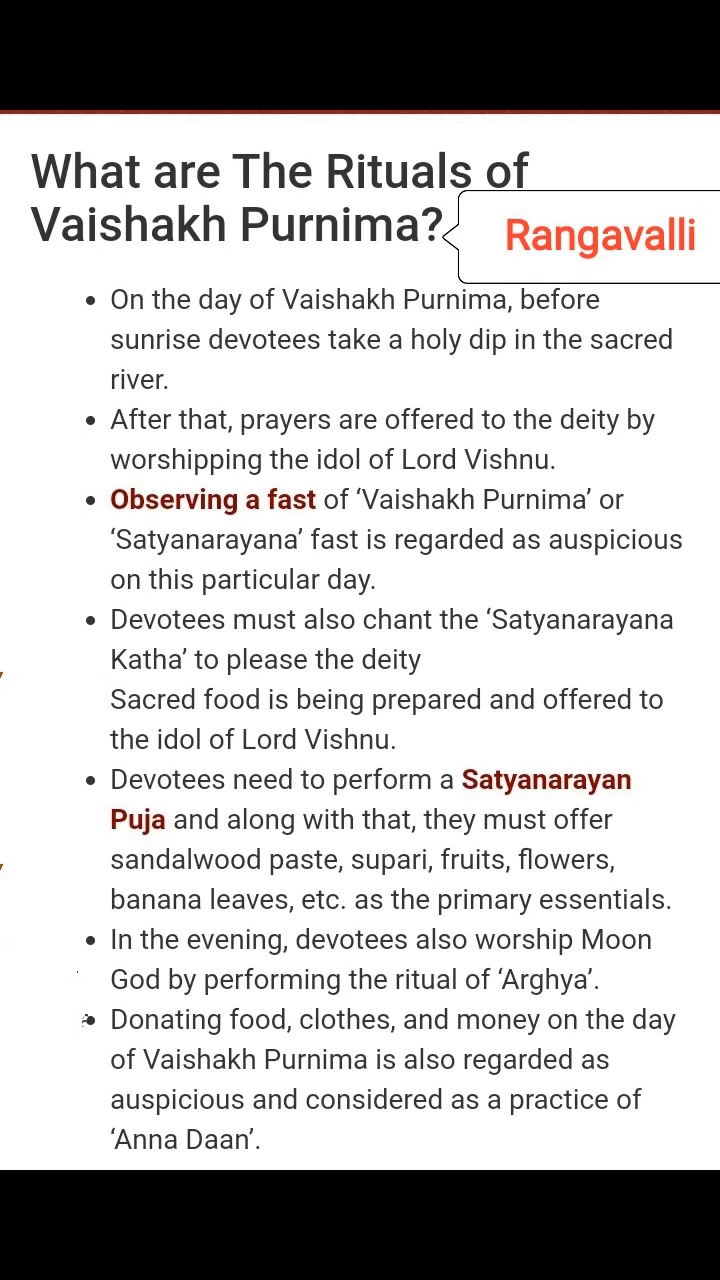 What are The Rituals of
Vaishakh Purnima?
Rangavalli
On the day of Vaishakh Purnima, before
sunrise devotees take a holy dip in the sacred
river.
After that, prayers are offered to the deity by
worshipping the idol of Lord Vishnu.
Observing a fast of ‘Vaishakh Purnima’ or
‘Satyanarayana’ fast is regarded as auspicious
on this particular day.
Devotees must also chant the ‘Satyanarayana
Katha’ to please the deity
Sacred food is being prepared and offered to
the idol of Lord Vishnu.
Devotees need to perform a Satyanarayan
Puja and along with that, they must offer
sandalwood paste, supari, fruits, flowers,
banana leaves, etc. as the primary essentials.
In the evening, devotees also worship Moon
God by performing the ritual of ‘Arghya’.
Donating food, clothes, and money on the day
of Vaishakh Purnima is also regarded as
auspicious and considered as a practice of
‘Anna Daan’.